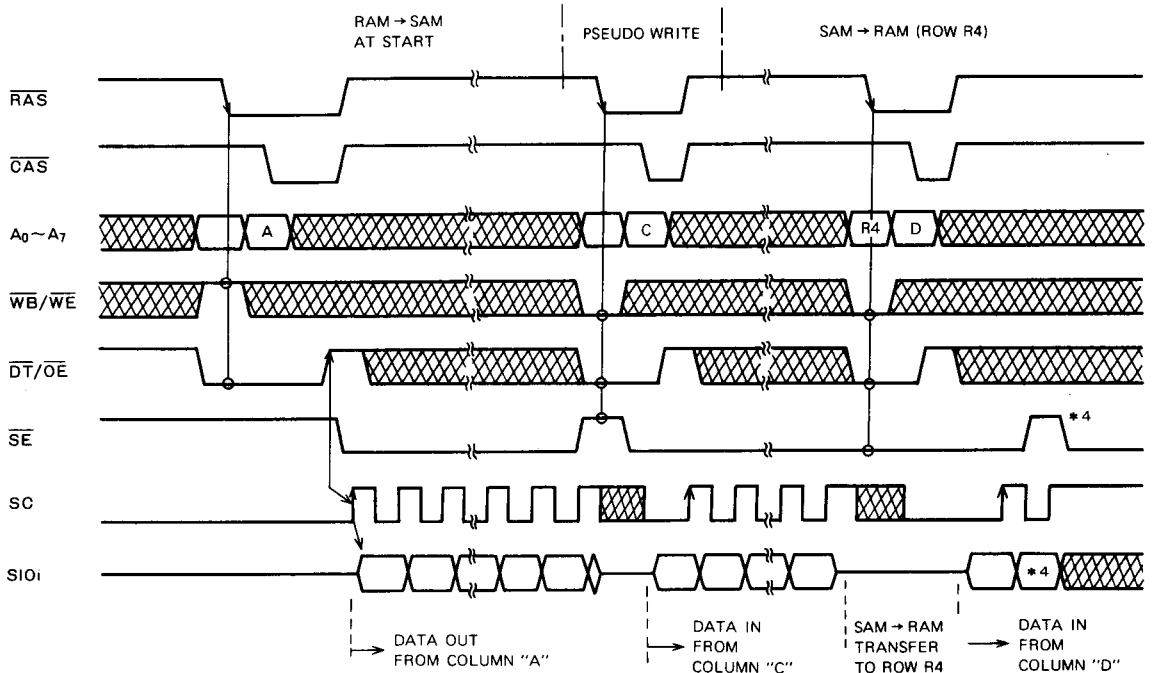 RAM → SAM
AT START
PSEUDO WRITE
SAM → RAM (ROW R4)
RAS
CAS
A0~A7
A
C
R4
D
WB/WE
DT/OE
SE
*4
SC
SIOi
*4
DATA OUT
FROM COLUMN "A"
DATA IN
FROM
COLUMN "C"
SAM → RAM
TRANSFER
TO ROW R4
DATA IN
FROM
COLUMN "D"